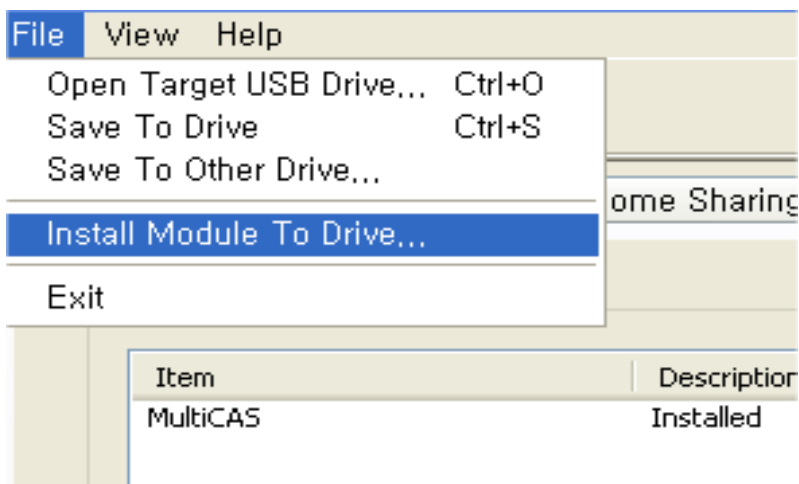 File View Help
Open Target USB Drive... Ctrl+O
Save To Drive Ctrl+S
Save To Other Drive...
ome Sharing
Install Module To Drive...
Exit
Item Description
MultiCAS Installed